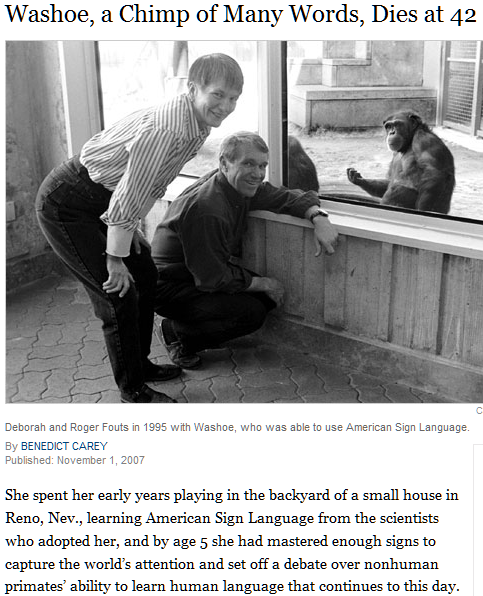 Washoe, a Chimp of Many Words, Dies at 42
C
Deborah and Roger Fouts in 1995 with Washoe, who was able to use American Sign Language.
By BENEDICT CAREY
Published: November 1, 2007
She spent her early years playing in the backyard of a small house in
Reno, Nev., learning American Sign Language from the scientists
who adopted her, and by age 5 she had mastered enough signs to
capture the world’s attention and set off a debate over nonhuman
primates’ ability to learn human language that continues to this day.